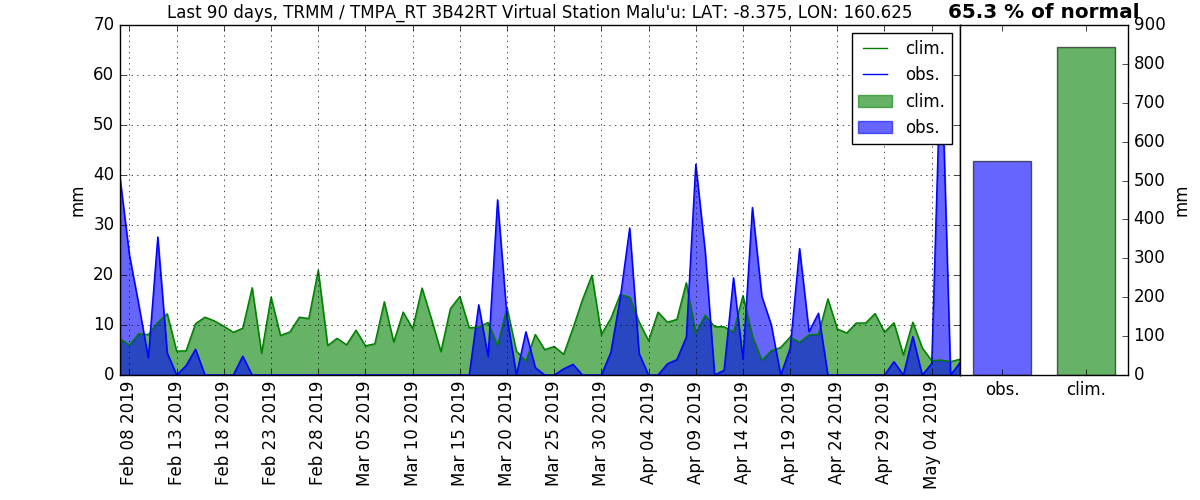 Last 90 days, TRMM / TMPA_RT 3B42RT Virtual Station Malu'u: LAT: -8.375, LON: 160.625
65.3 % of normal
70
60
50
40
30
20
10
0
mm
clim.
obs.
clim.
obs.
Feb 08 2019
Feb 13 2019
Feb 18 2019
Feb 23 2019
Feb 28 2019
Mar 05 2019
Mar 10 2019
Mar 15 2019
Mar 20 2019
Mar 25 2019
Mar 30 2019
Apr 04 2019
Apr 09 2019
Apr 14 2019
Apr 19 2019
Apr 24 2019
Apr 29 2019
May 04 2019
900
800
700
600
500
400
300
200
100
0
mm
obs.
clim.